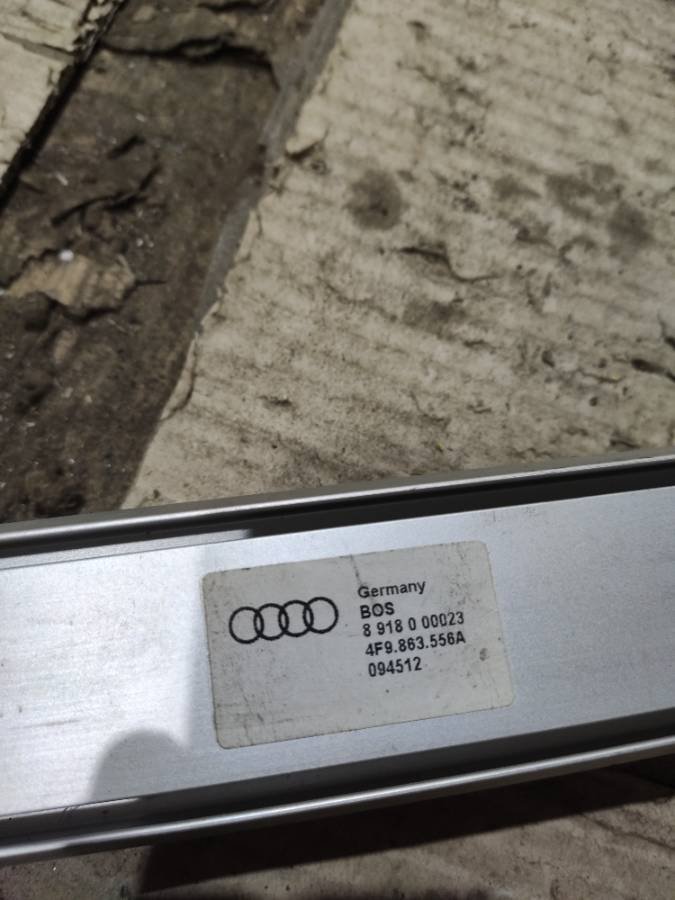 Germany
BOS
8 918 0 00023
4F9.863.556A
094512